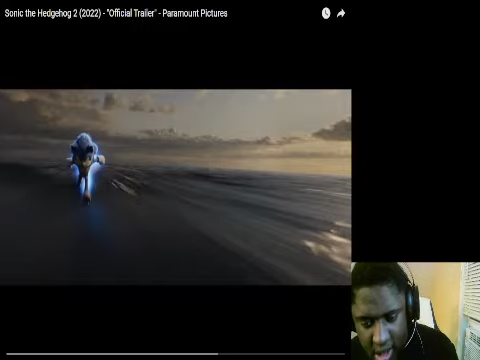 Sonic the Hedgehog 2 (2022) - "Official Trailer" - Paramount Pictures